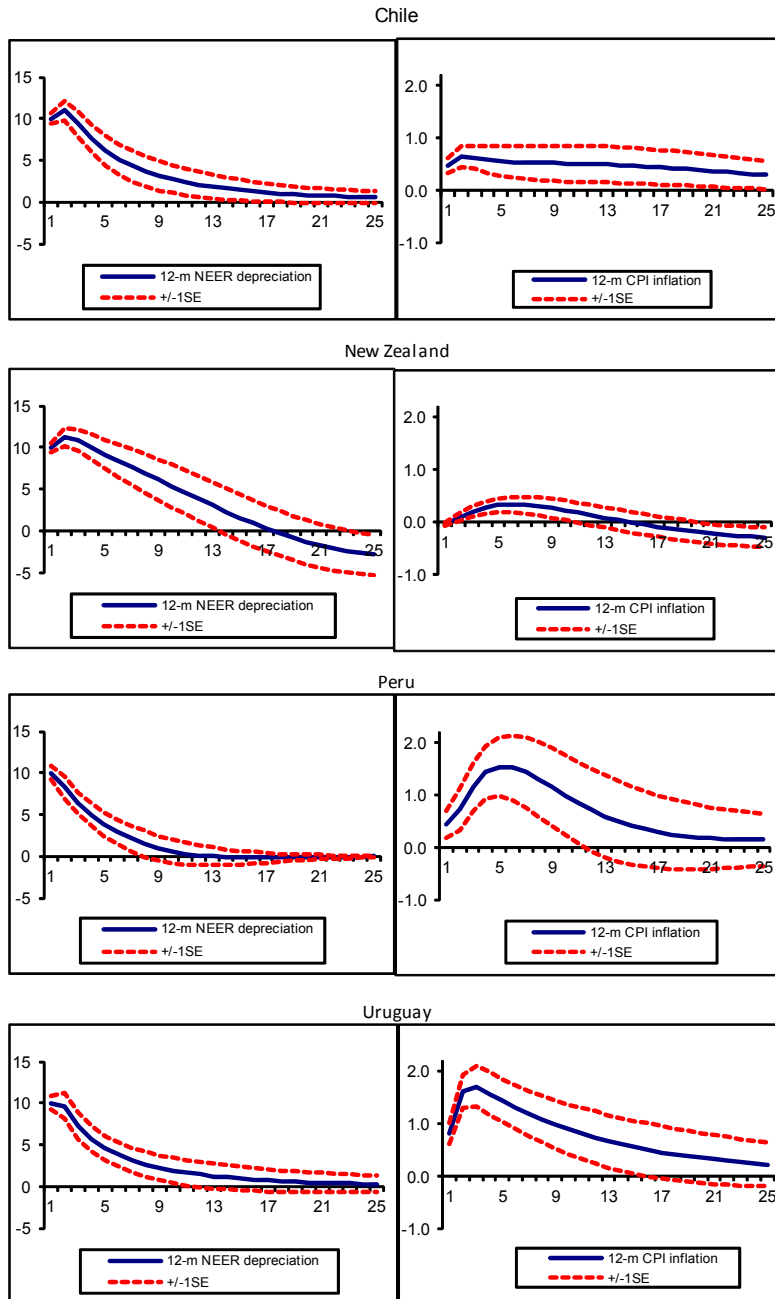 Chile
15
10
5
0
-5
1 5 9 13 17 21 25
12-m NEER depreciation
+/-1SE
2.0
1.0
0.0
-1.0
1 5 9 13 17 21 25
12-m CPI inflation
+/-1SE
New Zealand
15
10
5
0
-5
1 5 9 13 17 21 25
12-m NEER depreciation
+/-1SE
2.0
1.0
0.0
-1.0
1 5 9 13 17 21 25
12-m CPI inflation
+/-1SE
Peru
15
10
5
0
-5
1 5 9 13 17 21 25
12-m NEER depreciation
+/-1SE
2.0
1.0
0.0
-1.0
1 5 9 13 17 21 25
12-m CPI inflation
+/-1SE
Uruguay
15
10
5
0
-5
1 5 9 13 17 21 25
12-m NEER depreciation
+/-1SE
2.0
1.0
0.0
-1.0
1 5 9 13 17 21 25
12-m CPI inflation
+/-1SE